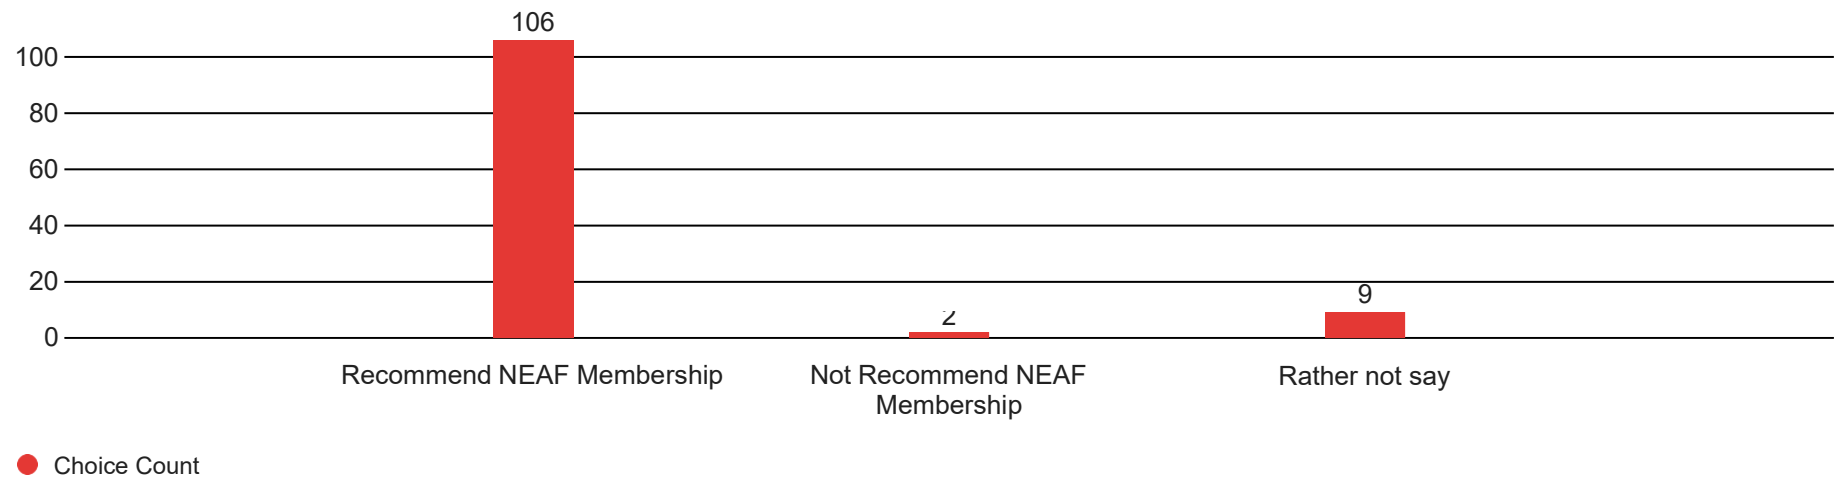 106
100
80
60
40
20
9
2
0
Recommend NEAF Membership
Not Recommend NEAF
Membership
Rather not say
Choice Count